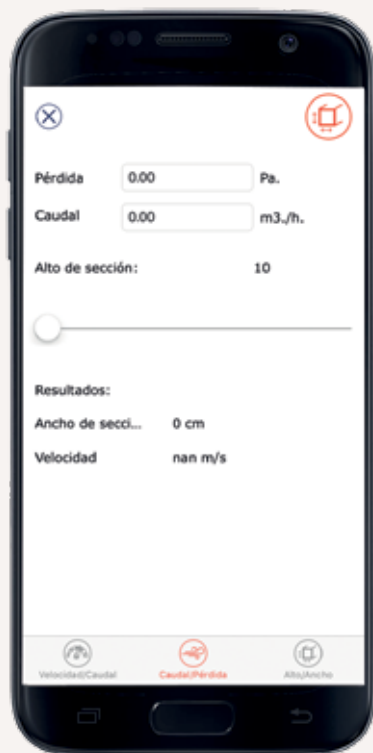 Pérdida 0.00 Pa.
Caudal 0.00 m3./h.
Alto de sección: 10
Resultados:
Ancho de secci... 0 cm
Velocidad nan m/s
Velocidad/Caudal Caudal/Pérdida Alto/Ancho